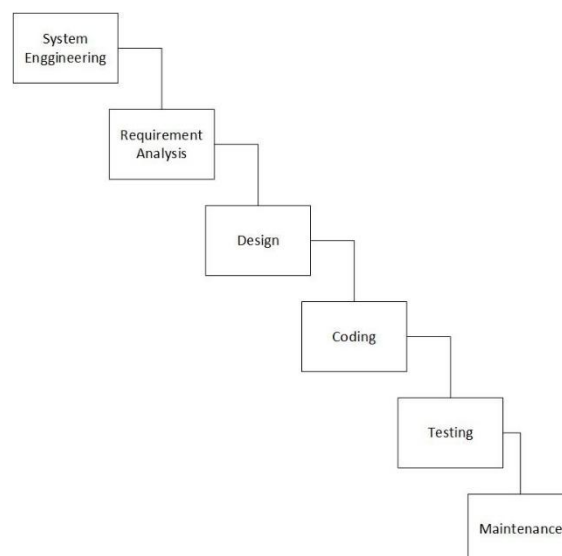 System
Enggineering
Requirement
Analysis
Design
Coding
Testing
Maintenance